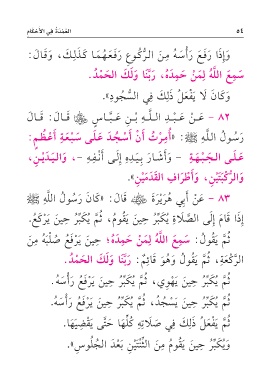 ٥٤ العُمْدَةُ فِي الأَحْكَامِ
وَإِذَا رَفَعَ رَأْسَهُ مِنَ الرُّكُوعِ رَفَعَهُمَا كَذَلِكَ، وَقَالَ:
سَمِعَ اللَّهُ لِمَنْ حَمِدَهُ، رَبَّنَا وَلَكَ الْحَمْدُ.
وَكَانَ لَا يَفْعَلُ ذَلِكَ فِي السُّجُودِ».
٨٢ - عَنْ عَبْدِ اللَّهِ بْنِ عَبَّاسٍ ﵄ قَالَ: قَالَ
رَسُولُ اللَّهِ ﷺ: «أُمِرْتُ أَنْ أَسْجُدَ عَلَى سَبْعَةِ أَعْظُمٍ:
عَلَى الْجَبْهَةِ - وَأَشَارَ بِيَدِهِ إِلَى أَنْفِهِ -، وَالْيَدَيْنِ،
وَالرُّكْبَتَيْنِ، وَأَطْرَافِ الْقَدَمَيْنِ».
٨٣ - عَنْ أَبِي هُرَيْرَةَ ﵁ قَالَ: «كَانَ رَسُولُ اللَّهِ ﷺ
إِذَا قَامَ إِلَى الصَّلَاةِ يُكَبِّرُ حِينَ يَقُومُ، ثُمَّ يُكَبِّرُ حِينَ يَرْكَعُ.
ثُمَّ يَقُولُ: سَمِعَ اللَّهُ لِمَنْ حَمِدَهُ؛ حِينَ يَرْفَعُ صُلْبَهُ مِنَ
الرَّكْعَةِ، ثُمَّ يَقُولُ وَهُوَ قَائِمٌ: رَبَّنَا وَلَكَ الْحَمْدُ.
ثُمَّ يُكَبِّرُ حِينَ يَهْوِي، ثُمَّ يُكَبِّرُ حِينَ يَرْفَعُ رَأْسَهُ.
ثُمَّ يُكَبِّرُ حِينَ يَسْجُدُ، ثُمَّ يُكَبِّرُ حِينَ يَرْفَعُ رَأْسَهُ.
ثُمَّ يَفْعَلُ ذَلِكَ فِي صَلَاتِهِ كُلِّهَا حَتَّى يَقْضِيَهَا.
وَيُكَبِّرُ حِينَ يَقُومُ مِنَ الثِّنْتَيْنِ بَعْدَ الْجُلُوسِ».